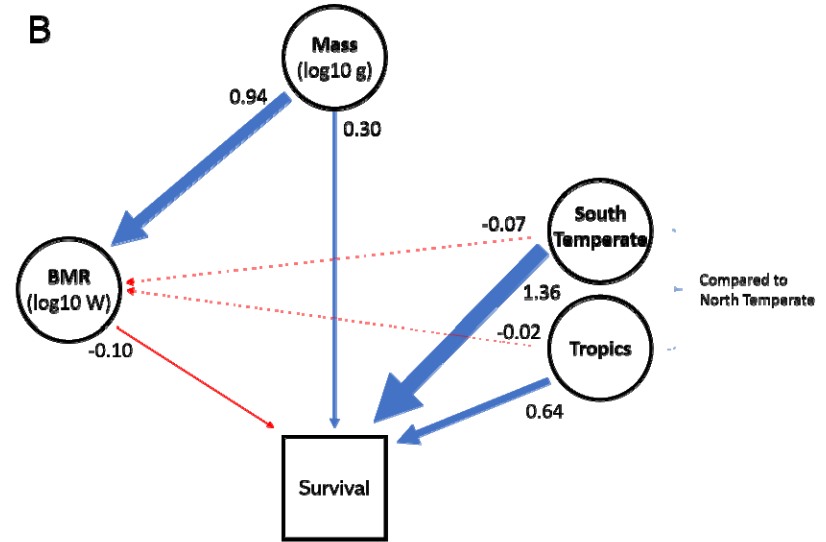 B
Mass
(log10 g)
0.94
0.30
South
Temperate
-0.07
BMR
(log10 W)
1.36
Compared to
North Temperate
-0.02
Tropics
-0.10
0.64
Survival